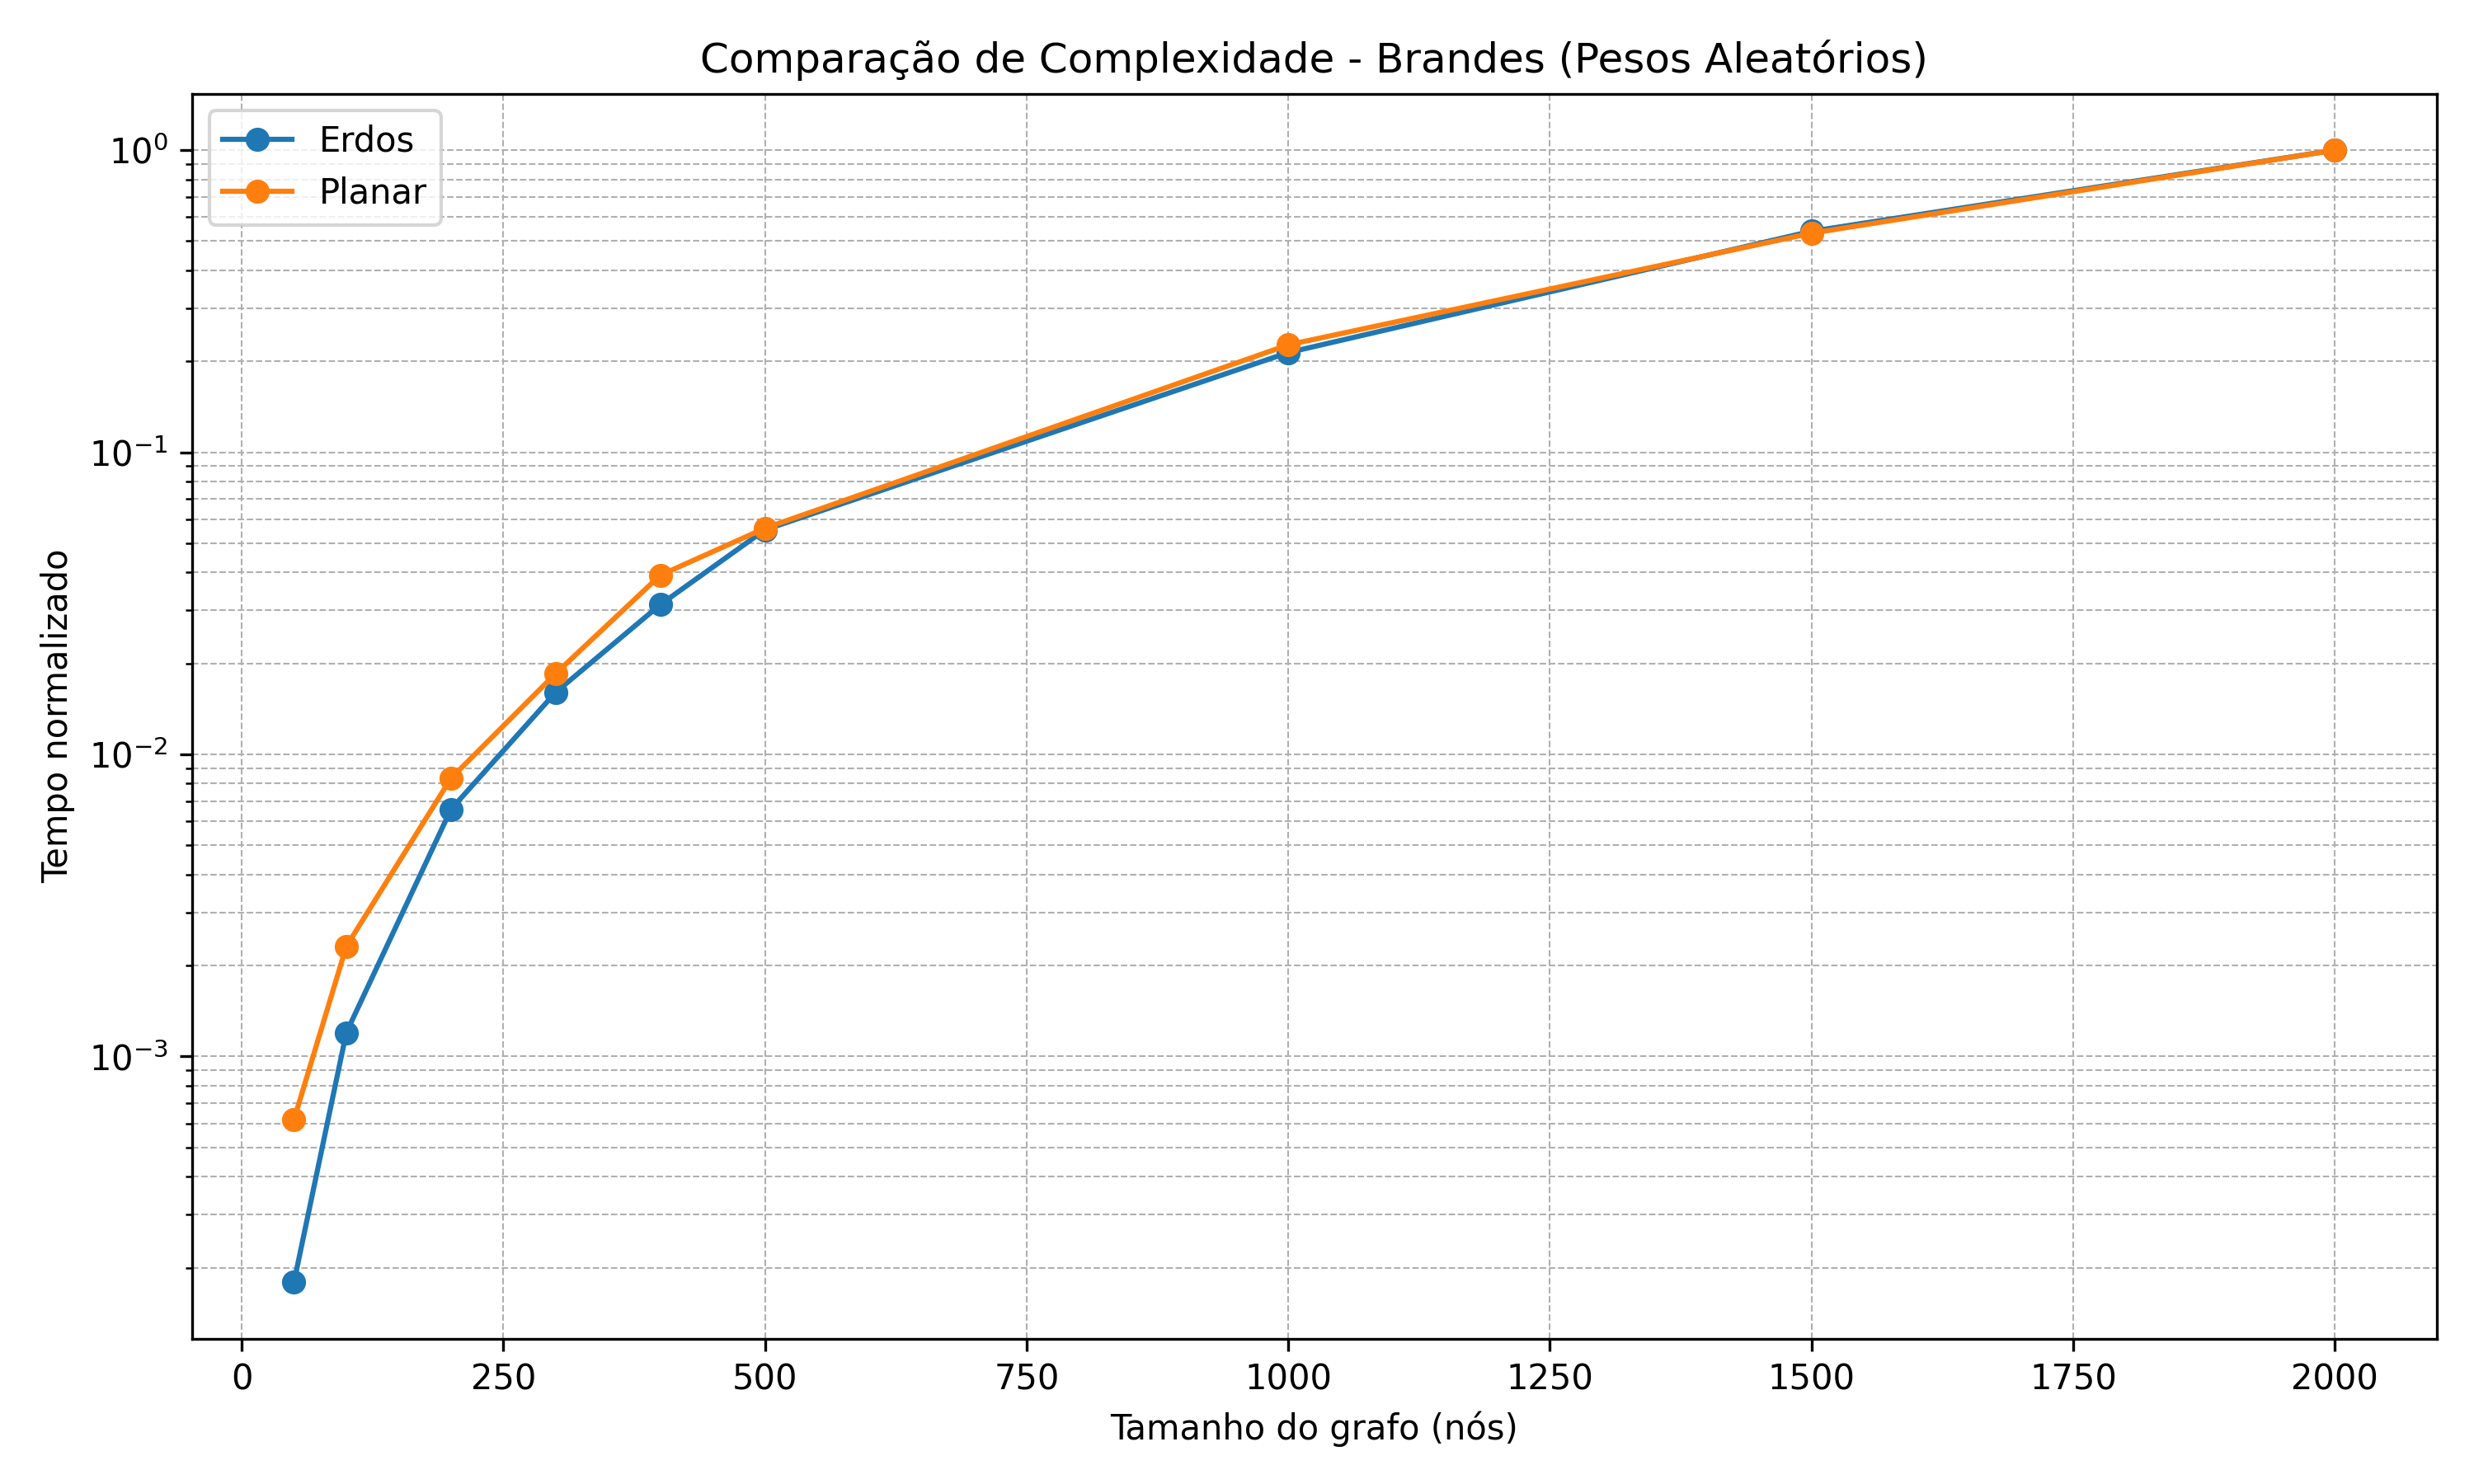 Comparação de Complexidade - Brandes (Pesos Aleatórios)
Erdos
Planar
10⁰
10⁻¹
10⁻²
10⁻³
Tempo normalizado
0 250 500 750 1000 1250 1500 1750 2000
Tamanho do grafo (nós)